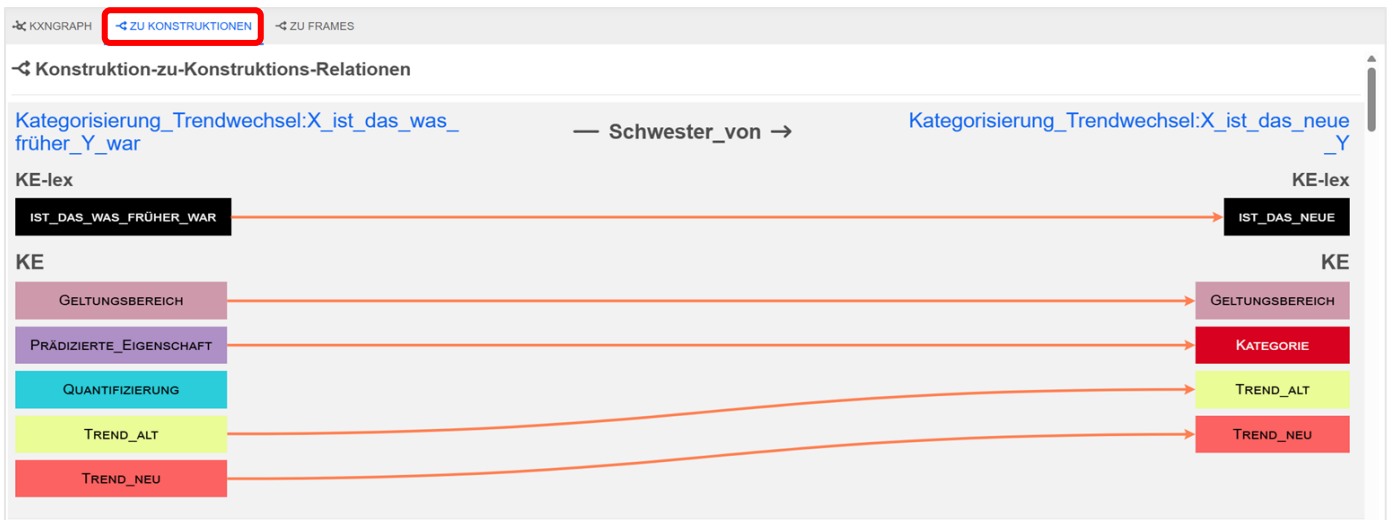 KXNGRAPH ZU KONSTRUKTIONEN ZU FRAMES
Konstruktion-zu-Konstruktions-Relationen
Kategorisierung_Trendwechsel:X_ist_das_was_
früher_Y_war
Schwester_von
Kategorisierung_Trendwechsel:X_ist_das_neue
_Y
KE-lex KE-lex
IST_DAS_WAS_FRÜHER_WAR IST_DAS_NEUE
KE KE
GELTUNGSBEREICH GELTUNGSBEREICH
PRÄDIZIERTE_EIGENSCHAFT KATEGORIE
QUANTIFIZIERUNG TREND_ALT
TREND_ALT TREND_NEU
TREND_NEU